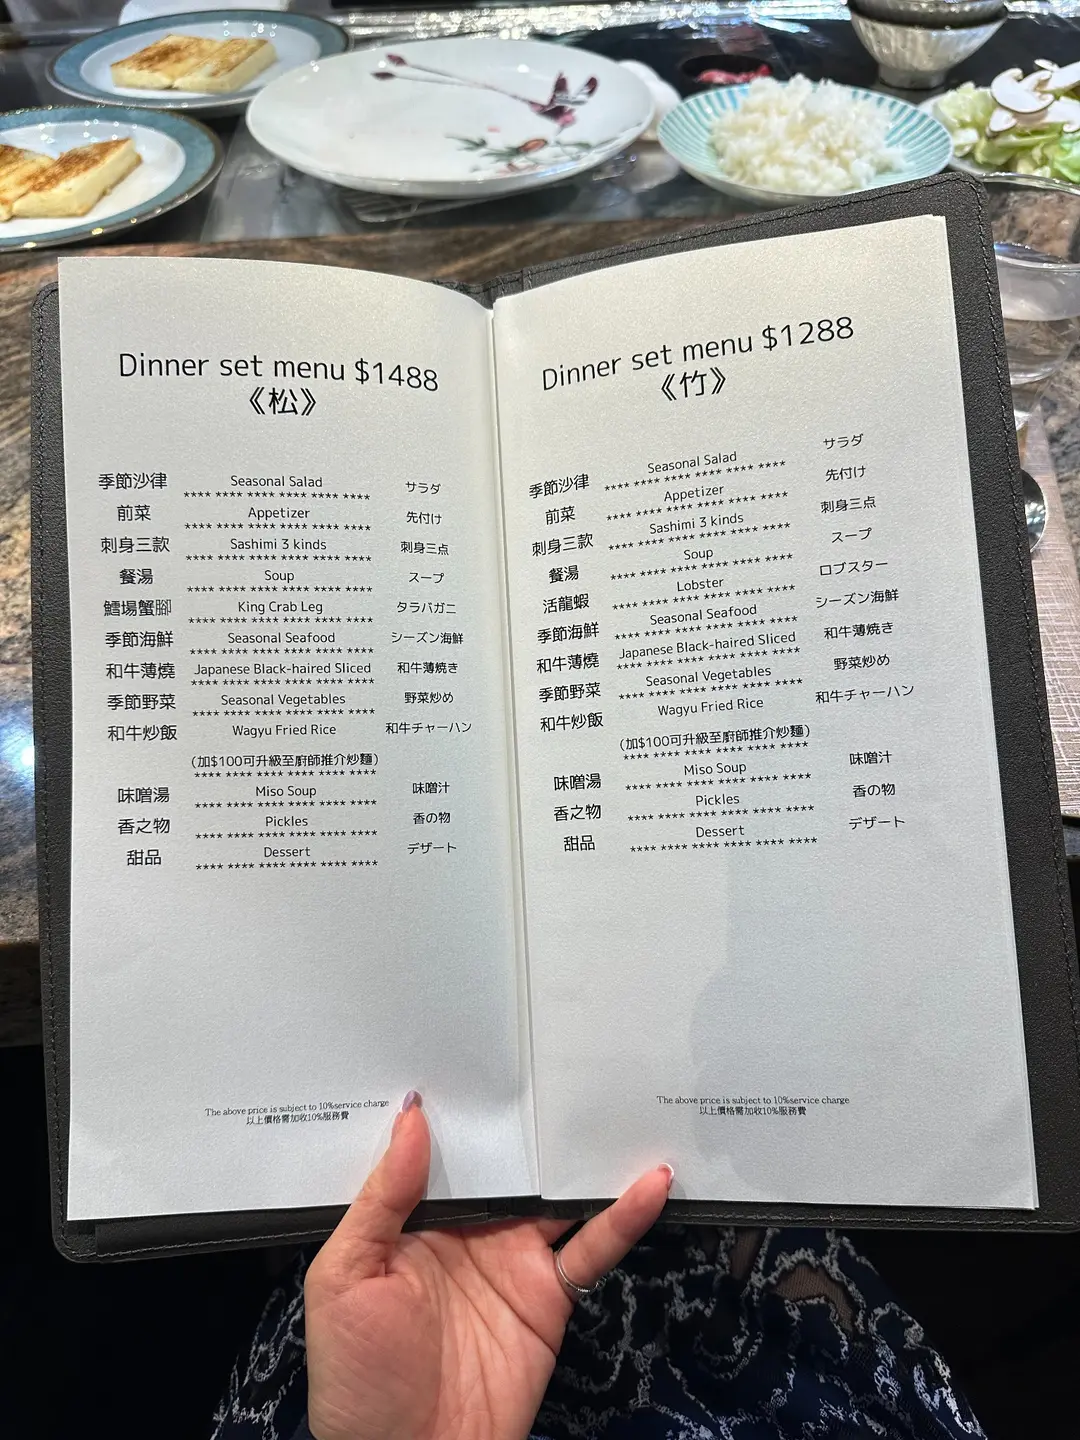 Dinner set menu $1488
《松》
季節沙律 Seasonal Salad サラダ
**** **** **** **** **** ****
前菜 Appetizer 先付け
**** **** **** **** **** ****
刺身三款 Sashimi 3 kinds 刺身三点
**** **** **** **** **** ****
餐湯 Soup スープ
**** **** **** **** **** ****
鱈場蟹腳 King Crab Leg タラバガニ
**** **** **** **** **** ****
季節海鮮 Seasonal Seafood シーズン海鮮
**** **** **** **** **** ****
和牛薄燒 Japanese Black-haired Sliced 和牛薄焼き
**** **** **** **** **** ****
季節野菜 Seasonal Vegetables 野菜炒め
**** **** **** **** **** ****
和牛炒飯 Wagyu Fried Rice 和牛チャーハン
(加$100可升級至廚師推介炒麵)
**** **** **** **** **** ****
味噌湯 Miso Soup 味噌汁
**** **** **** **** **** ****
香之物 Pickles 香の物
**** **** **** **** **** ****
甜品 Dessert デザート
**** **** **** **** **** ****
The above price is subject to 10%service charge
以上價格需加收10%服務費
Dinner set menu $1288
《竹》
季節沙律 Seasonal Salad サラダ
**** **** **** **** **** ****
前菜 Appetizer 先付け
**** **** **** **** **** ****
刺身三款 Sashimi 3 kinds 刺身三点
**** **** **** **** **** ****
餐湯 Soup スープ
**** **** **** **** **** ****
活龍蝦 Lobster ロブスター
**** **** **** **** **** ****
季節海鮮 Seasonal Seafood シーズン海鮮
**** **** **** **** **** ****
和牛薄燒 Japanese Black-haired Sliced 和牛薄焼き
**** **** **** **** **** ****
季節野菜 Seasonal Vegetables 野菜炒め
**** **** **** **** **** ****
和牛炒飯 Wagyu Fried Rice 和牛チャーハン
(加$100可升級至廚師推介炒麵)
**** **** **** **** **** ****
味噌湯 Miso Soup 味噌汁
**** **** **** **** **** ****
香之物 Pickles 香の物
**** **** **** **** **** ****
甜品 Dessert デザート
**** **** **** **** **** ****
The above price is subject to 10%service charge
以上價格需加收10%服務費